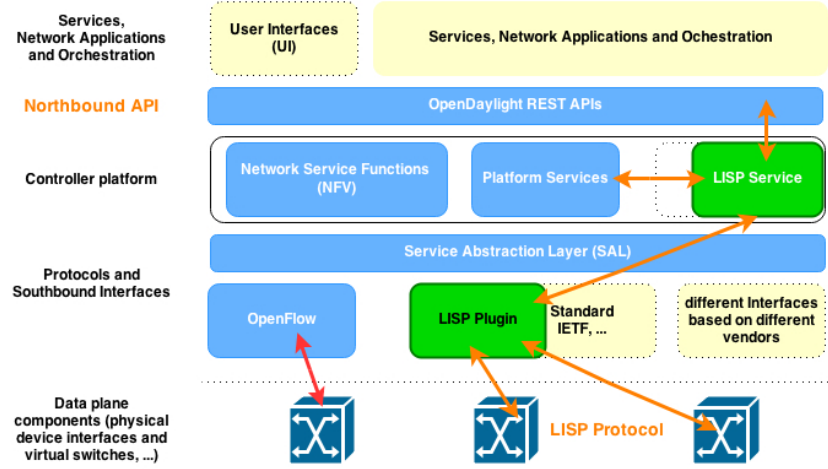 Services,
Network Applications
and Orchestration
User Interfaces
(UI)
Services, Network Applications and Ochestration
Northbound API
OpenDaylight REST APIs
Controller platform
Network Service Functions
(NFV)
Platform Services
LISP Service
Service Abstraction Layer (SAL)
Protocols and
Southbound Interfaces
OpenFlow
LISP Plugin
Standard
IETF, ...
different Interfaces
based on different
vendors
Data plane
components (physical
device interfaces and
virtual switches, ...)
LISP Protocol